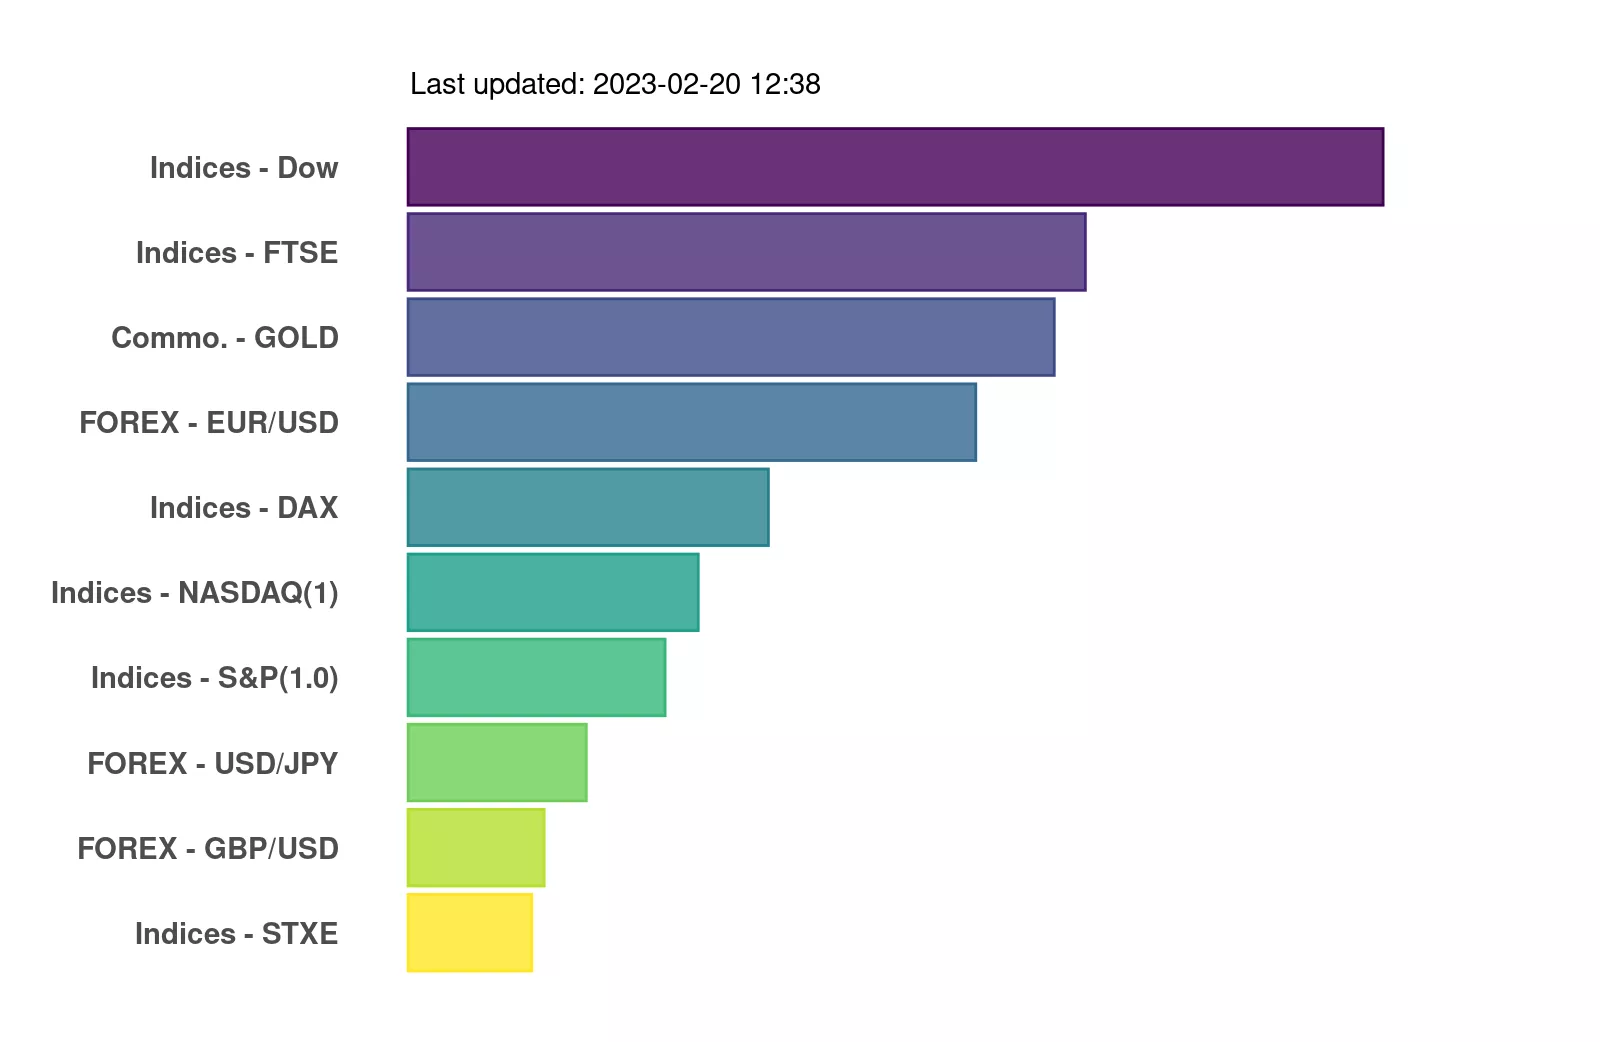 Last updated: 2023-02-20 12:38
Indices - Dow
Indices - FTSE
Commo. - GOLD
FOREX - EUR/USD
Indices - DAX
Indices - NASDAQ(1)
Indices - S&P(1.0)
FOREX - USD/JPY
FOREX - GBP/USD
Indices - STXE